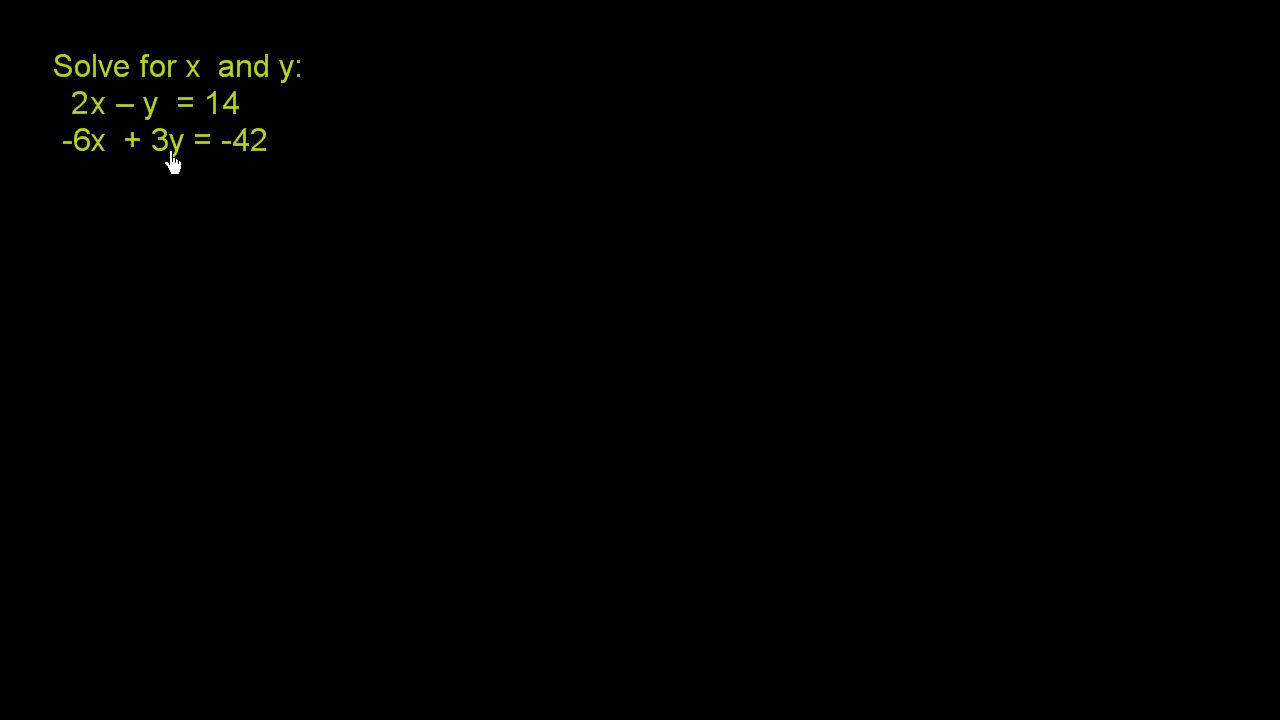 Solve for x and y:
2x – y = 14
-6x + 3y = -42